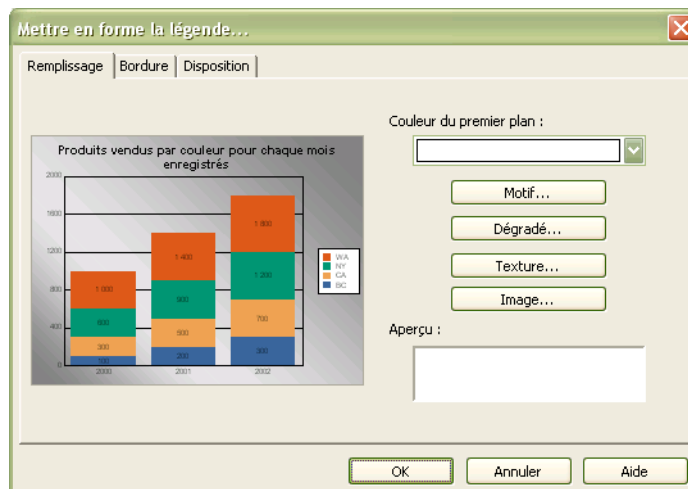 Mettre en forme la légende...
Remplissage
Bordure
Disposition
Couleur du premier plan :
Produits vendus par couleur pour chaque mois
enregistrés
2000
1600
1200
800
400
0
1 000
600
300
100
1 400
900
500
200
1 800
1 200
700
300
2000
2001
2002
WA
NY
CA
BC
Motif...
Dégradé...
Texture...
Image...
Aperçu :
OK
Annuler
Aide